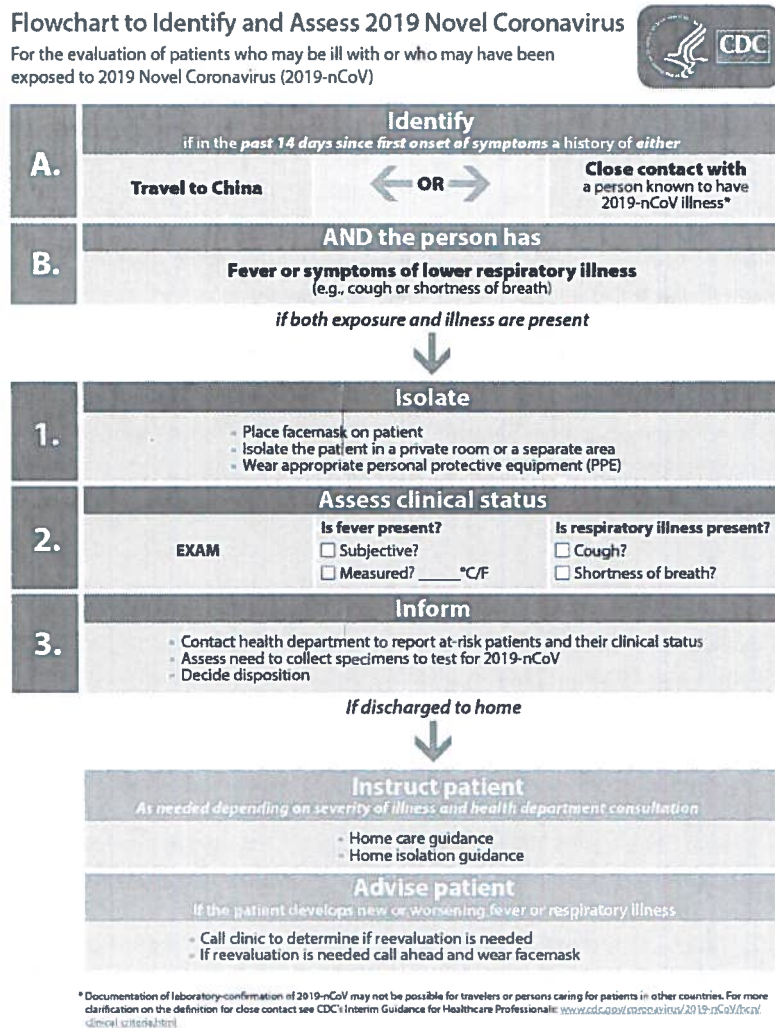 Flowchart to Identify and Assess 2019 Novel Coronavirus
For the evaluation of patients who may be ill with or who may have been
exposed to 2019 Novel Coronavirus (2019-nCoV)
CDC
A.
Identify
if in the past 14 days since first onset of symptoms a history of either
Travel to China
OR
Close contact with
a person known to have
2019-nCoV illness*
B.
AND the person has
Fever or symptoms of lower respiratory illness
(e.g., cough or shortness of breath)
if both exposure and illness are present
1.
Isolate
- Place facemask on patient
- Isolate the patient in a private room or a separate area
- Wear appropriate personal protective equipment (PPE)
2.
Assess clinical status
EXAM
Is fever present?
Subjective?
Measured? _____°C/F
Is respiratory illness present?
Cough?
Shortness of breath?
3.
Inform
- Contact health department to report at-risk patients and their clinical status
- Assess need to collect specimens to test for 2019-nCoV
- Decide disposition
If discharged to home
Instruct patient
As needed depending on severity of illness and health department consultation
- Home care guidance
- Home isolation guidance
Advise patient
If the patient develops new or worsening fever or respiratory illness
- Call clinic to determine if reevaluation is needed
- If reevaluation is needed call ahead and wear facemask
* Documentation of laboratory-confirmation of 2019-nCoV may not be possible for travelers or persons caring for patients in other countries. For more
clarification on the definition for close contact see CDC's Interim Guidance for Healthcare Professionals: www.cdc.gov/coronavirus/2019-nCoV/hcp/
clinical-criteria.html